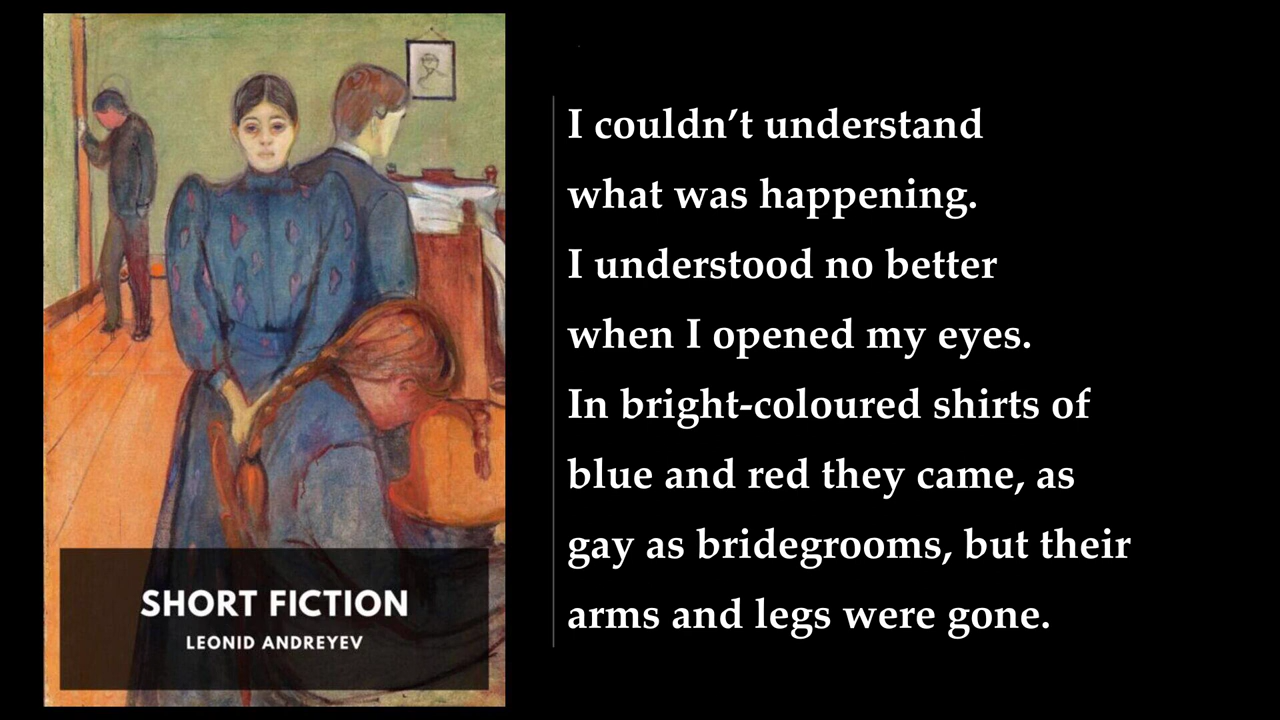 SHORT FICTION
LEONID ANDREYEV
I couldn’t understand
what was happening.
I understood no better
when I opened my eyes.
In bright-coloured shirts of
blue and red they came, as
gay as bridegrooms, but their
arms and legs were gone.